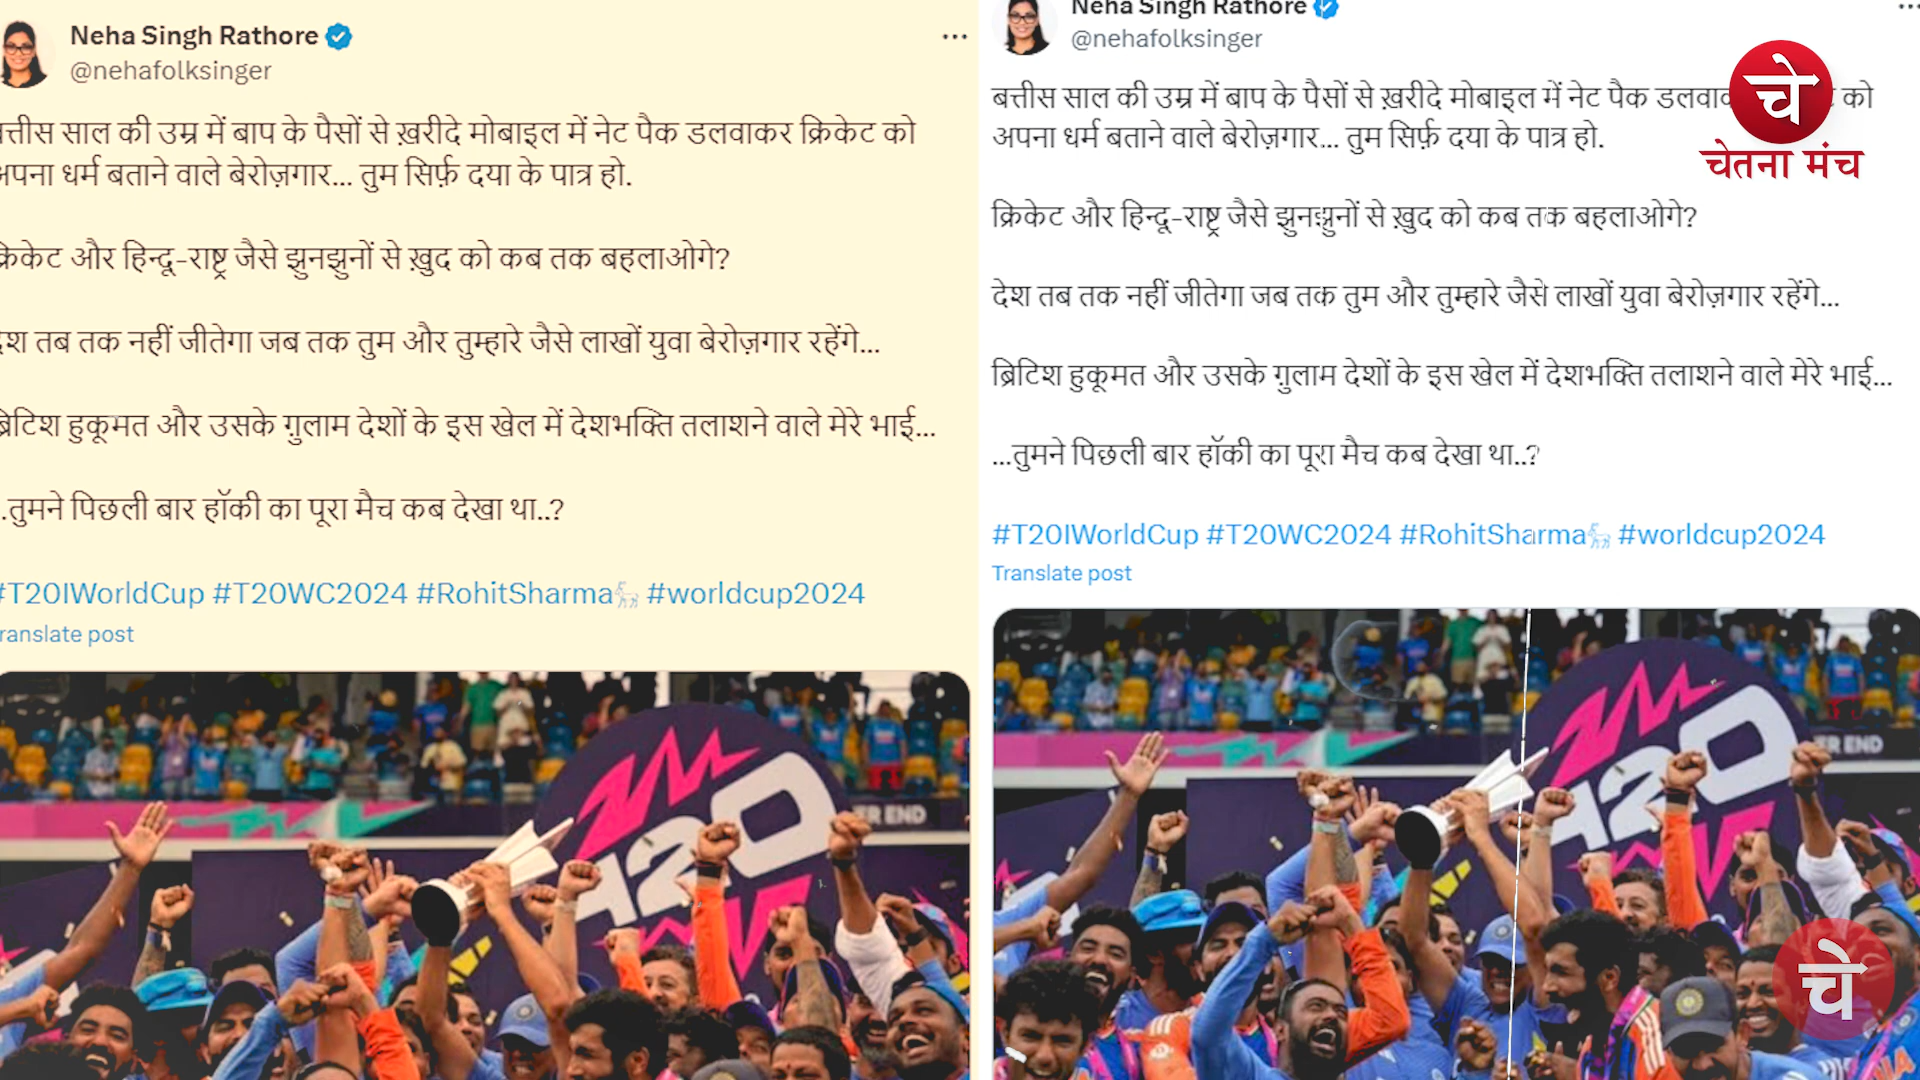 Neha Singh Rathore
@nehafolksinger
बत्तीस साल की उम्र में बाप के पैसों से ख़रीदे मोबाइल में नेट पैक डलवाकर क्रिकेट को
अपना धर्म बताने वाले बेरोज़गार... तुम सिर्फ़ दया के पात्र हो.
क्रिकेट और हिन्दू-राष्ट्र जैसे झुनझुनों से ख़ुद को कब तक बहलाओगे?
देश तब तक नहीं जीतेगा जब तक तुम और तुम्हारे जैसे लाखों युवा बेरोज़गार रहेंगे...
ब्रिटिश हुकूमत और उसके ग़ुलाम देशों के इस खेल में देशभक्ति तलाशने वाले मेरे भाई...
..तुमने पिछली बार हॉकी का पूरा मैच कब देखा था..?
#T20IWorldCup #T20WC2024 #RohitSharma #worldcup2024
ranslate post
T20
ER END
Neha Singh Rathore
@nehafolksinger
बत्तीस साल की उम्र में बाप के पैसों से ख़रीदे मोबाइल में नेट पैक को
अपना धर्म बताने वाले बेरोज़गार... तुम सिर्फ़ दया के पात्र हो.
क्रिकेट और हिन्दू-राष्ट्र जैसे झुनझुनों से ख़ुद को कब तक बहलाओगे?
देश तब तक नहीं जीतेगा जब तक तुम और तुम्हारे जैसे लाखों युवा बेरोज़गार रहेंगे...
ब्रिटिश हुकूमत और उसके ग़ुलाम देशों के इस खेल में देशभक्ति तलाशने वाले मेरे भाई...
...तुमने पिछली बार हॉकी का पूरा मैच कब देखा था..?
#T20IWorldCup #T20WC2024 #RohitSharma #worldcup2024
Translate post
T20
ER END
चे
चेतना मंच
चे